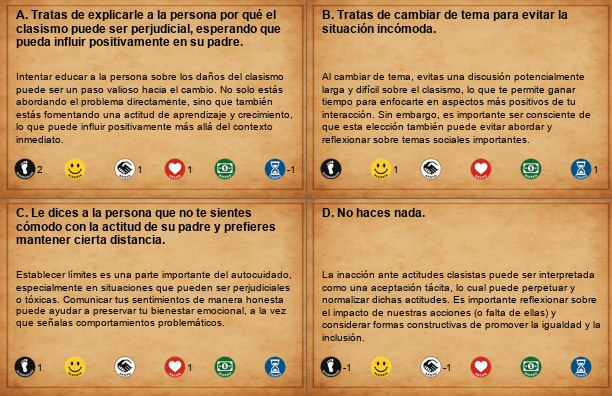 A. Tratas de explicarle a la persona por qué el
clasismo puede ser perjudicial, esperando que
pueda influir positivamente en su padre.
Intentar educar a la persona sobre los daños del clasismo
puede ser un paso valioso hacia el cambio. No solo estás
abordando el problema directamente, sino que también
estás fomentando una actitud de aprendizaje y crecimiento,
lo que puede influir positivamente más allá del contexto
inmediato.
2 1 1 -1
B. Tratas de cambiar de tema para evitar la
situación incómoda.
Al cambiar de tema, evitas una discusión potencialmente
larga y difícil sobre el clasismo, lo que te permite ganar
tiempo para enfocarte en aspectos más positivos de tu
interacción. Sin embargo, es importante ser consciente de
que esta elección también puede evitar abordar y
reflexionar sobre temas sociales importantes.
1 1
C. Le dices a la persona que no te sientes
cómodo con la actitud de su padre y prefieres
mantener cierta distancia.
Establecer límites es una parte importante del autocuidado,
especialmente en situaciones que pueden ser perjudiciales
o tóxicas. Comunicar tus sentimientos de manera honesta
puede ayudar a preservar tu bienestar emocional, a la vez
que señalas comportamientos problemáticos.
1 1
D. No haces nada.
La inacción ante actitudes clasistas puede ser interpretada
como una aceptación tácita, lo cual puede perpetuar y
normalizar dichas actitudes. Es importante reflexionar sobre
el impacto de nuestras acciones (o falta de ellas) y
considerar formas constructivas de promover la igualdad y la
inclusión.
-1 -1